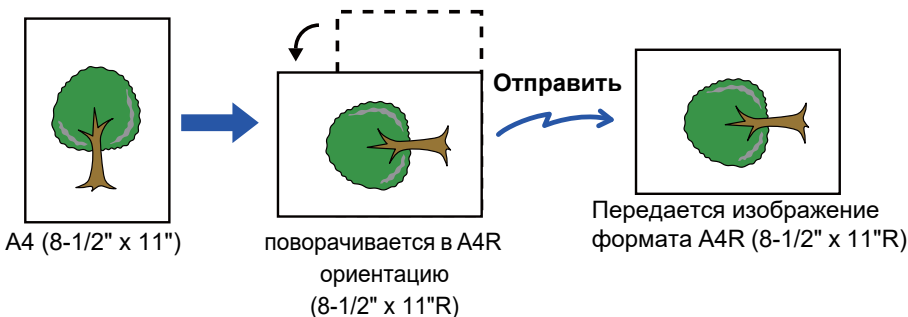 A4 (8-1/2" x 11")
поворачивается в A4R
ориентацию
(8-1/2" x 11"R)
Отправить
Передается изображение
формата A4R (8-1/2" x 11"R)